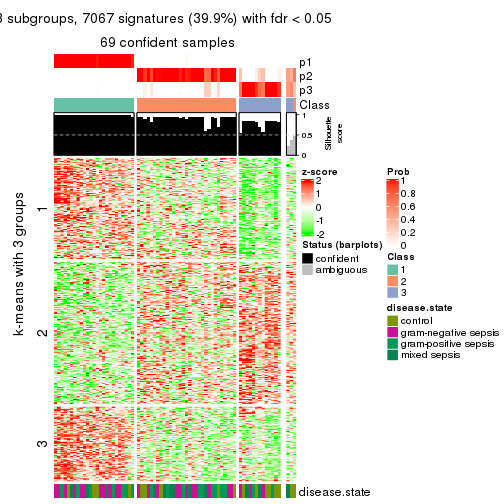 3 subgroups, 7067 signatures (39.9%) with fdr < 0.05
69 confident samples
p1
p2
p3
Class
1
0.5
0
Silhouette
score
k-means with 3 groups
1
2
3
disease.state
z-score
2
1
0
-1
-2
Status (barplots)
confident
ambiguous
Prob
1
0.8
0.6
0.4
0.2
0
Class
1
2
3
disease.state
control
gram-negative sepsis
gram-positive sepsis
mixed sepsis